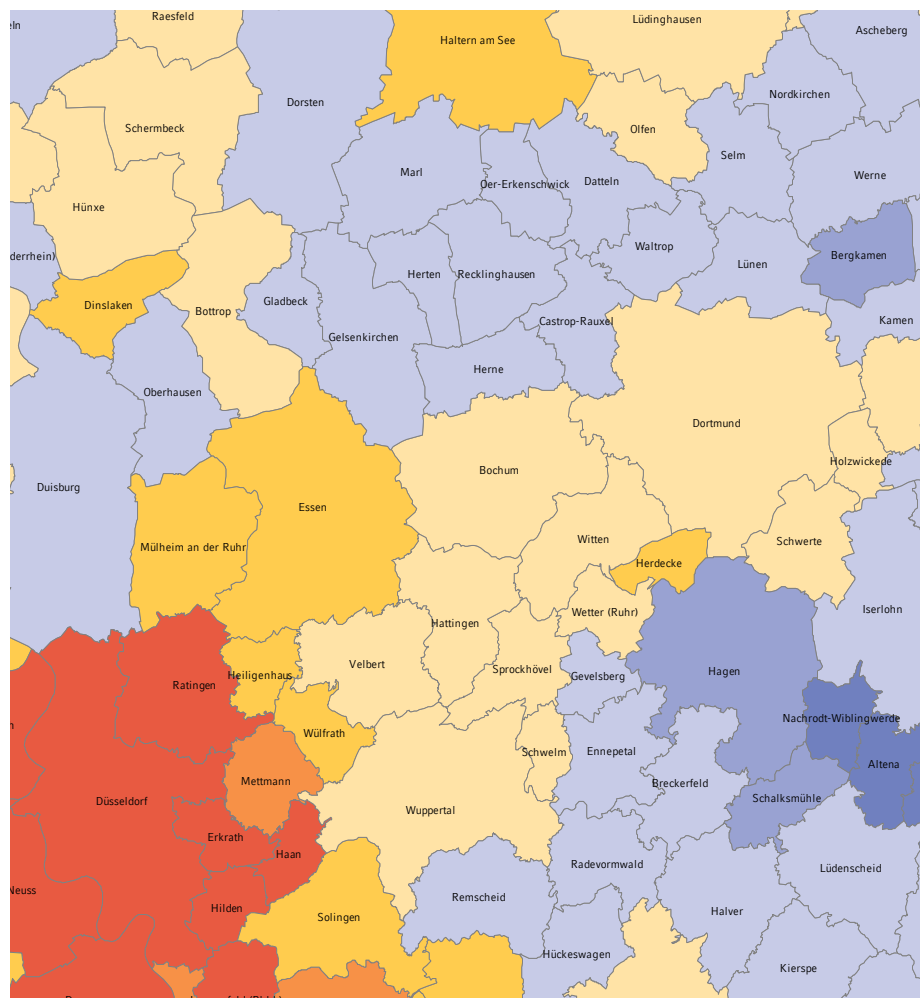 eln
Raesfeld
Haltern am See
Lüdinghausen
Ascheberg
Dorsten
Nordkirchen
Schermbeck
Olfen
Selm
Marl
Oer-Erkenschwick
Datteln
Werne
Hünxe
Waltrop
derrhein)
Bergkamen
Lünen
Herten
Recklinghausen
Dinslaken
Gladbeck
Bottrop
Castrop-Rauxel
Kamen
Gelsenkirchen
Herne
Oberhausen
Dortmund
Holzwickede
Bochum
Duisburg
Essen
Witten
Schwerte
Mülheim an der Ruhr
Herdecke
Iserlohn
Wetter (Ruhr)
Hattingen
Velbert
Sprockhövel
Hagen
Heiligenhaus
Gevelsberg
Ratingen
Nachrodt-Wiblingwerde
Wülfrath
Schwelm
Ennepetal
Altena
Mettmann
Breckerfeld
Düsseldorf
Schalksmühle
Wuppertal
Erkrath
Haan
Radevormwald
Lüdenscheid
Neuss
Remscheid
Hilden
Halver
Solingen
Hückeswagen
Kierspe